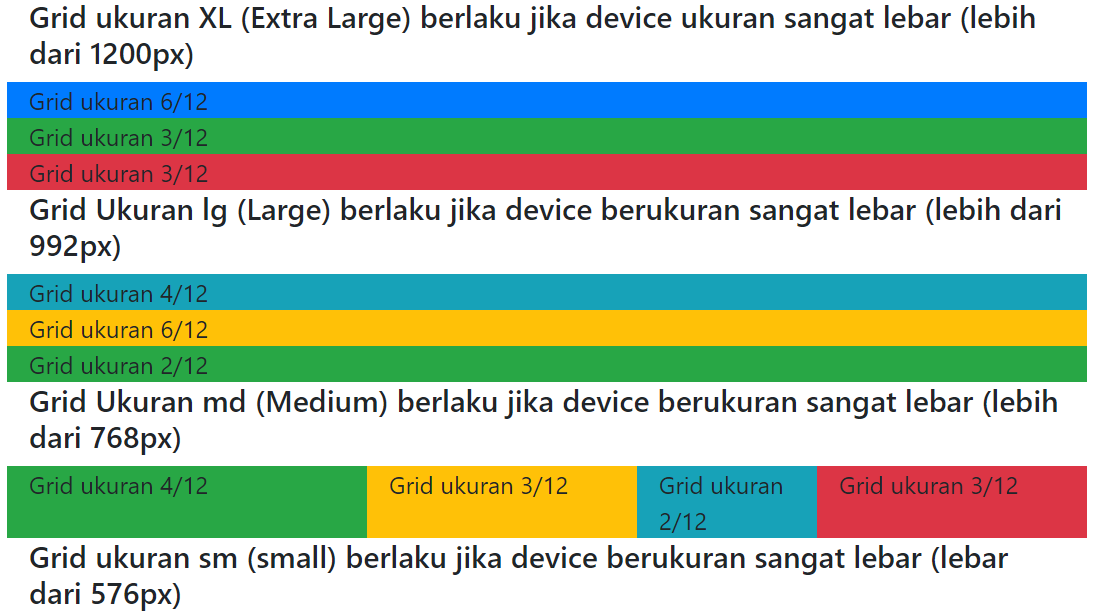 Grid ukuran XL (Extra Large) berlaku jika device ukuran sangat lebar (lebih
dari 1200px)
Grid ukuran 6/12
Grid ukuran 3/12
Grid ukuran 3/12
Grid Ukuran lg (Large) berlaku jika device berukuran sangat lebar (lebih dari
992px)
Grid ukuran 4/12
Grid ukuran 6/12
Grid ukuran 2/12
Grid Ukuran md (Medium) berlaku jika device berukuran sangat lebar (lebih
dari 768px)
Grid ukuran 4/12
Grid ukuran 3/12
Grid ukuran
2/12
Grid ukuran 3/12
Grid ukuran sm (small) berlaku jika device berukuran sangat lebar (lebar
dari 576px)